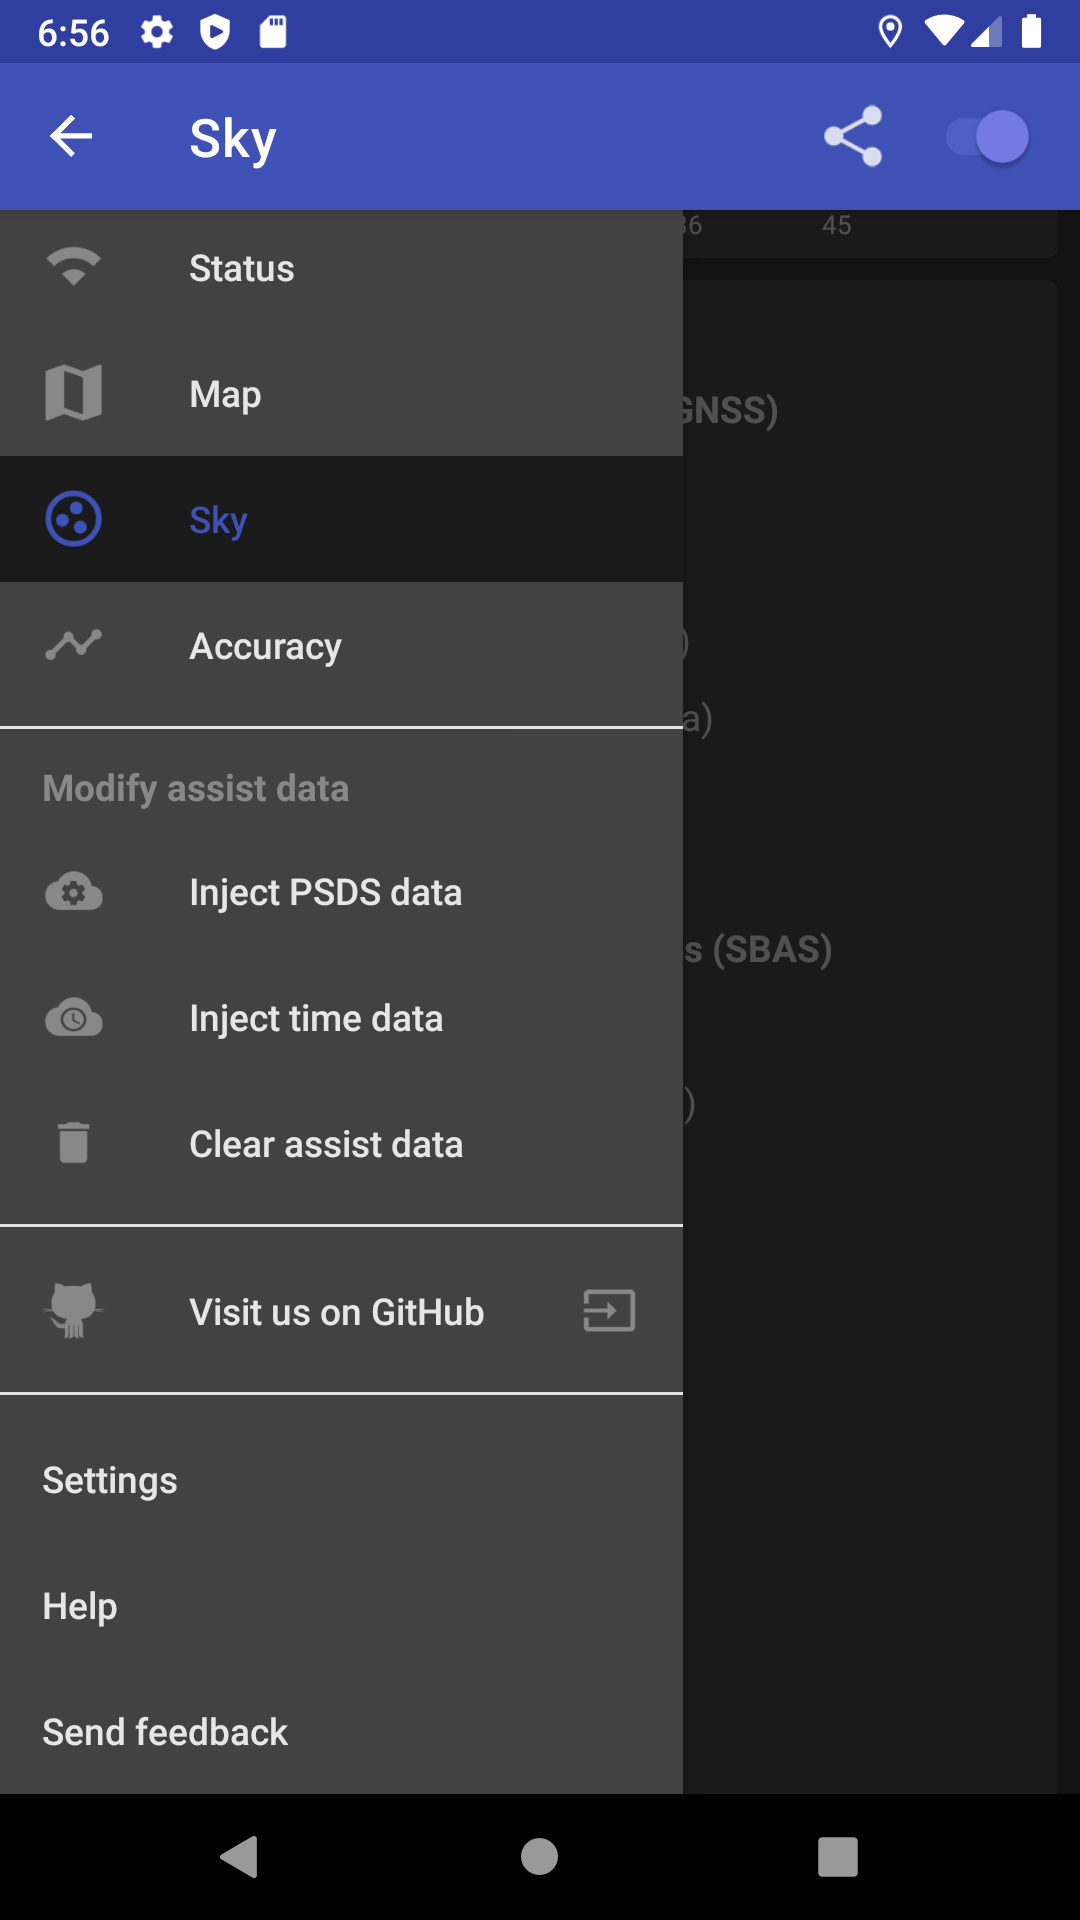 6:56
Sky
Status
36 45
Map
GNSS)
Sky
Accuracy
)
a)
Modify assist data
Inject PSDS data
s (SBAS)
Inject time data
)
Clear assist data
Visit us on GitHub
Settings
Help
Send feedback